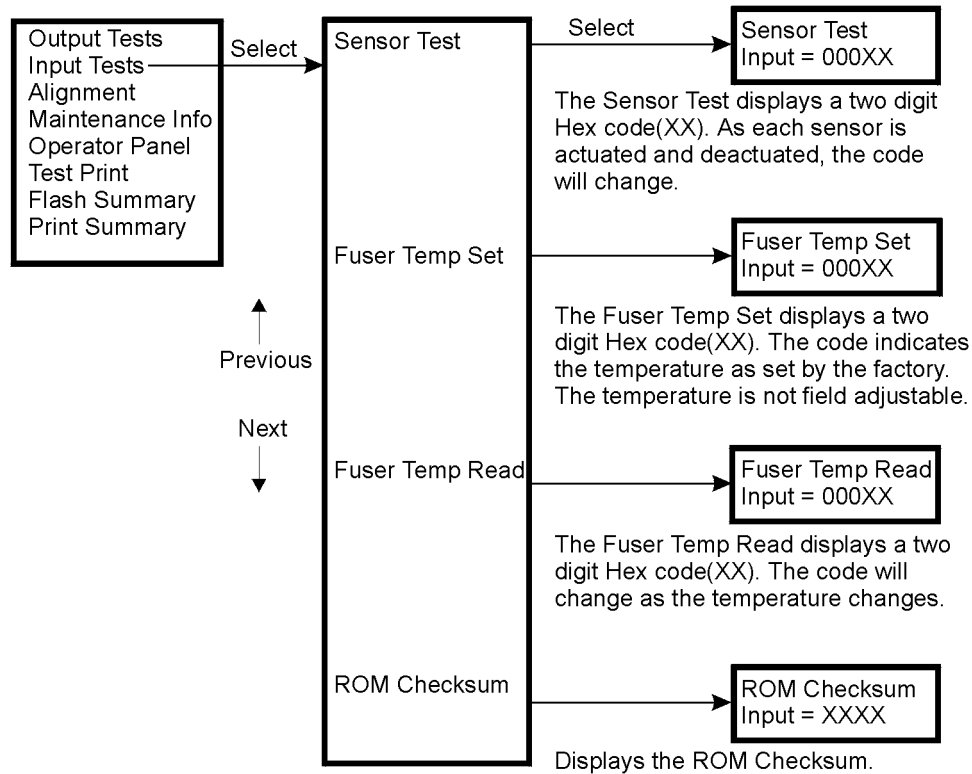 Output Tests
Input Tests
Alignment
Maintenance Info
Operator Panel
Test Print
Flash Summary
Print Summary
Select
Previous
Next
Sensor Test
Fuser Temp Set
Fuser Temp Read
ROM Checksum
Select
Sensor Test
Input = 000XX
The Sensor Test displays a two digit
Hex code(XX). As each sensor is
actuated and deactuated, the code
will change.
Fuser Temp Set
Input = 000XX
The Fuser Temp Set displays a two
digit Hex code(XX). The code indicates
the temperature as set by the factory.
The temperature is not field adjustable.
Fuser Temp Read
Input = 000XX
The Fuser Temp Read displays a two
digit Hex code(XX). The code will
change as the temperature changes.
ROM Checksum
Input = XXXX
Displays the ROM Checksum.